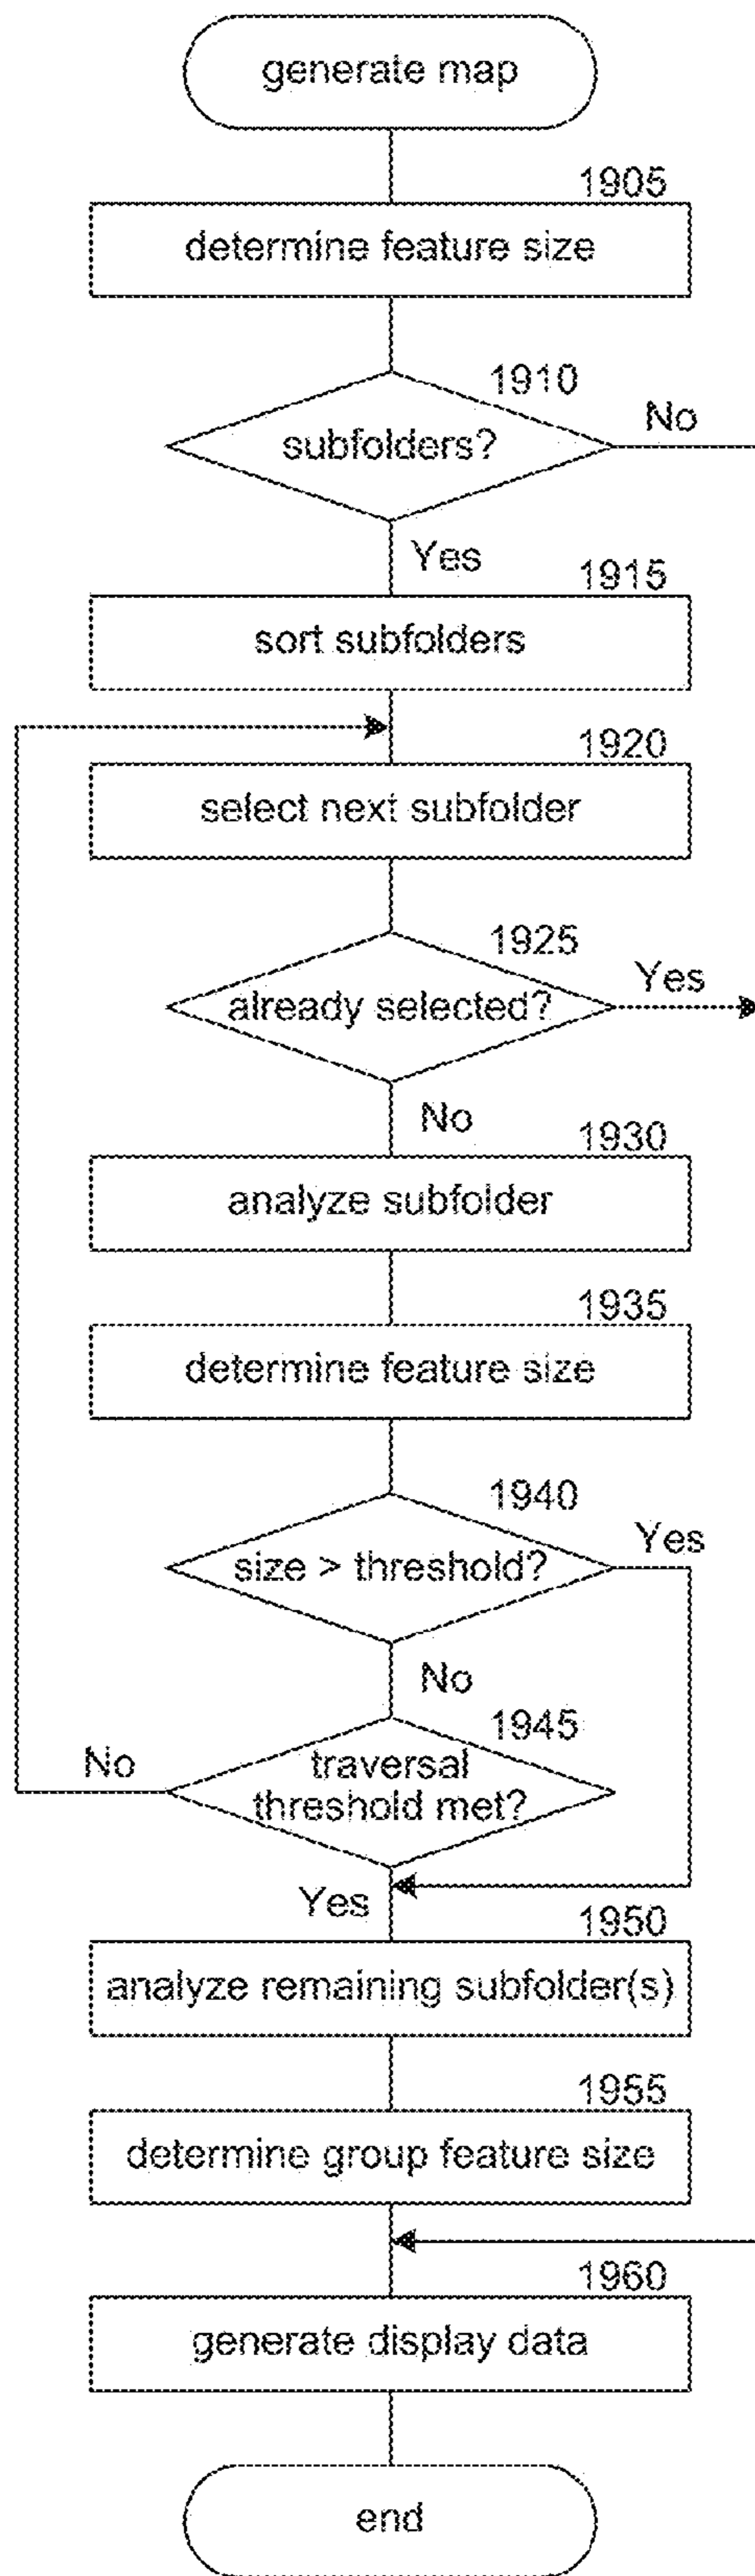 generate map
1905
determine feature size
1910
subfolders?
No
Yes
1915
sort subfolders
1920
select next subfolder
1925
already selected?
Yes
No
1930
analyze subfolder
1935
determine feature size
1940
size > threshold?
Yes
No
1945
traversal
threshold met?
No
Yes
1950
analyze remaining subfolder(s)
1955
determine group feature size
1960
generate display data
end